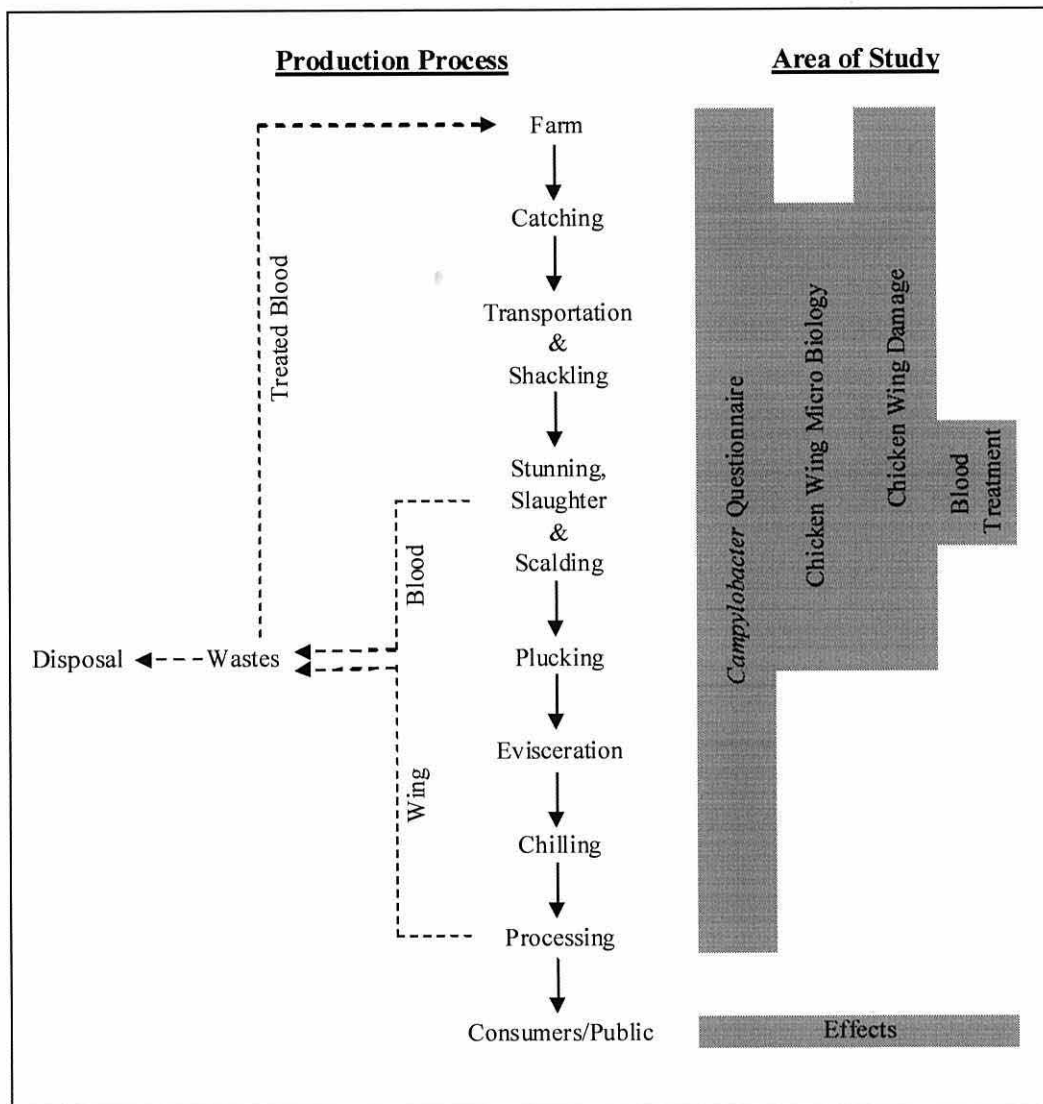 Production Process
Area of Study
Farm
Catching
Transportation
&
Shackling
Stunning,
Slaughter
&
Scalding
Plucking
Evisceration
Chilling
Processing
Consumers/Public
Treated Blood
Blood
Wing
Disposal
Wastes
Campylobacter Questionnaire
Chicken Wing Micro Biology
Chicken Wing Damage
Blood
Treatment
Effects